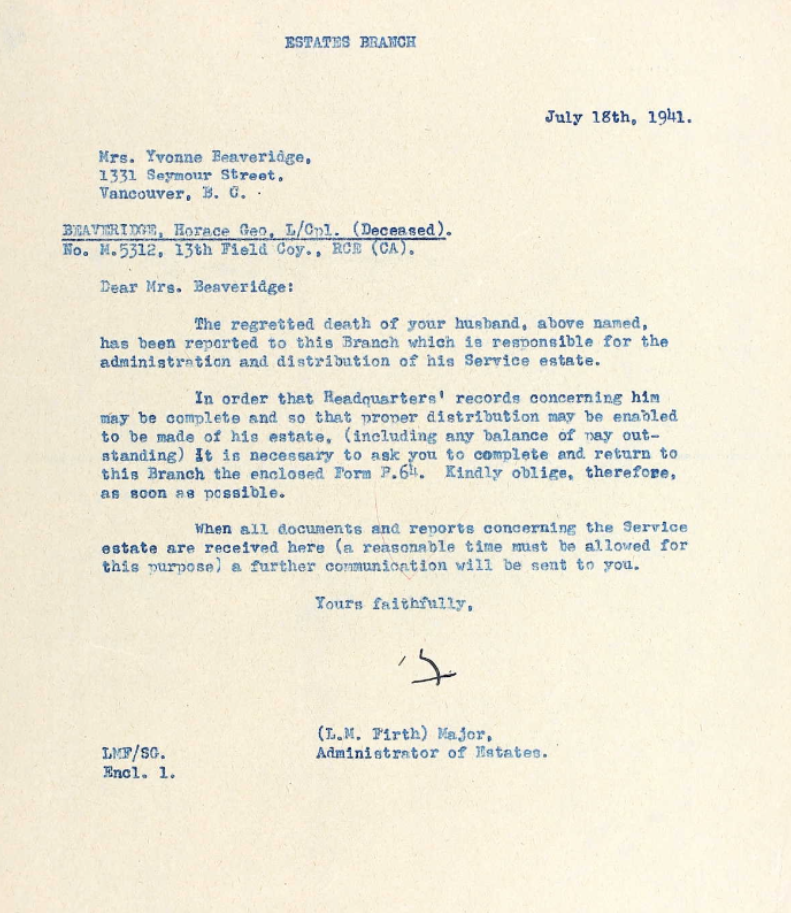 ESTATES BRANCH
July 18th, 1941.
Mrs. Yvonne Beaveridge,
1331 Seymour Street,
Vancouver, B. C.
BEAVERIDGE, Horace Geo, L/Cpl. (Deceased).
No. M.5312, 13th Field Coy., RCE (CA).
Dear Mrs. Beaveridge:
The regretted death of your husband, above named,
has been reported to this Branch which is responsible for the
administration and distribution of his Service estate.
In order that Headquarters' records concerning him
may be complete and so that proper distribution may be enabled
to be made of his estate, (including any balance of pay out-
standing) It is necessary to ask you to complete and return to
this Branch the enclosed Form P.64. Kindly oblige, therefore,
as soon as possible.
When all documents and reports concerning the Service
estate are received here (a reasonable time must be allowed for
this purpose) a further communication will be sent to you.
Yours faithfully,
(L.M. Firth) Major,
LMF/SG. Administrator of Estates.
Encl. 1.